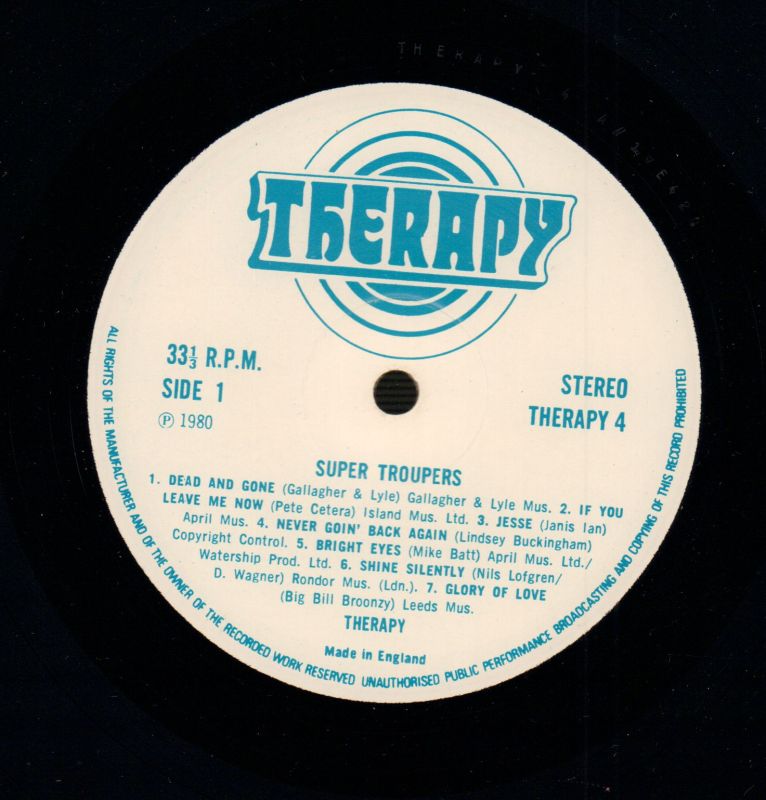 THERAPY
THERAPY
33⅓ R.P.M.
SIDE 1
Ⓟ 1980
STEREO
THERAPY 4
SUPER TROUPERS
1. DEAD AND GONE (Gallagher & Lyle) Gallagher & Lyle Mus. 2. IF YOU
LEAVE ME NOW (Pete Cetera) Island Mus. Ltd. 3. JESSE (Janis Ian)
April Mus. 4. NEVER GOIN' BACK AGAIN (Lindsey Buckingham)
Copyright Control. 5. BRIGHT EYES (Mike Batt) April Mus. Ltd./
Watership Prod. Ltd. 6. SHINE SILENTLY (Nils Lofgren/
D. Wagner) Rondor Mus. (Ldn.). 7. GLORY OF LOVE
(Big Bill Broonzy) Leeds Mus.
THERAPY
Made in England
ALL RIGHTS OF THE MANUFACTURER AND OF THE OWNER OF THE RECORDED WORK RESERVED UNAUTHORISED PUBLIC PERFORMANCE BROADCASTING AND COPYING OF THIS RECORD PROHIBITED